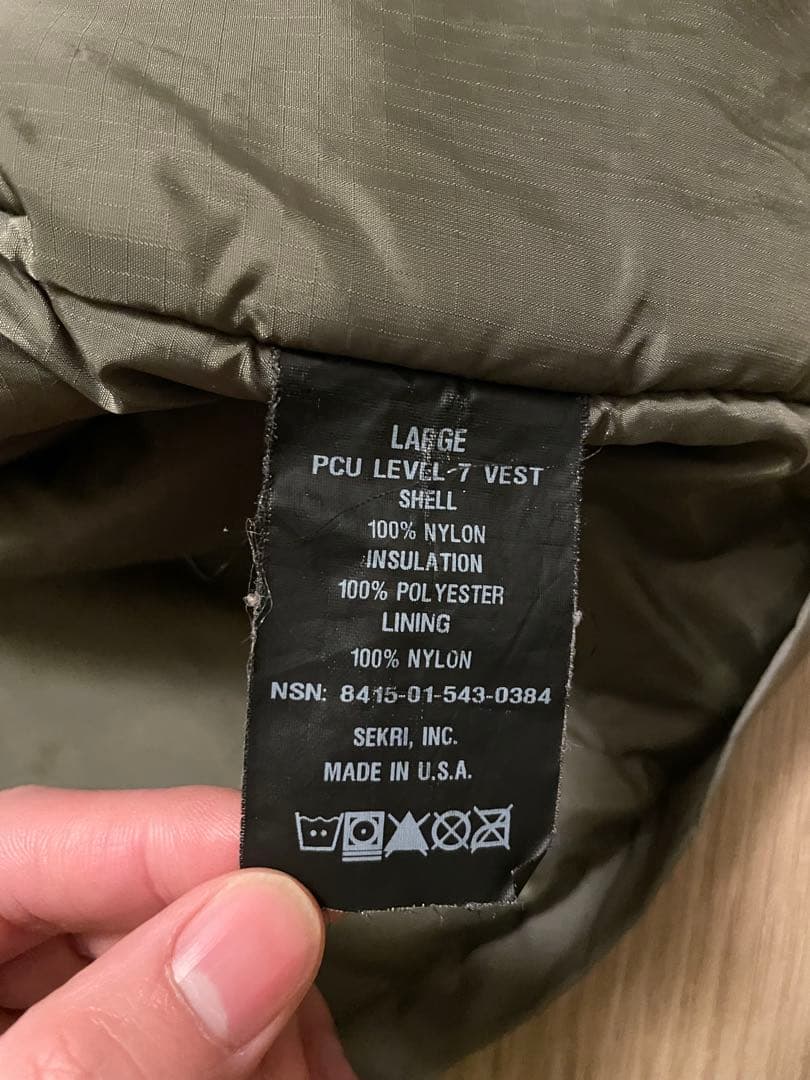 LARGE
PCU LEVEL 7 VEST
SHELL
100% NYLON
INSULATION
100% POLYESTER
LINING
100% NYLON
NSN: 8415-01-543-0384
SEKRI, INC.
MADE IN U.S.A.